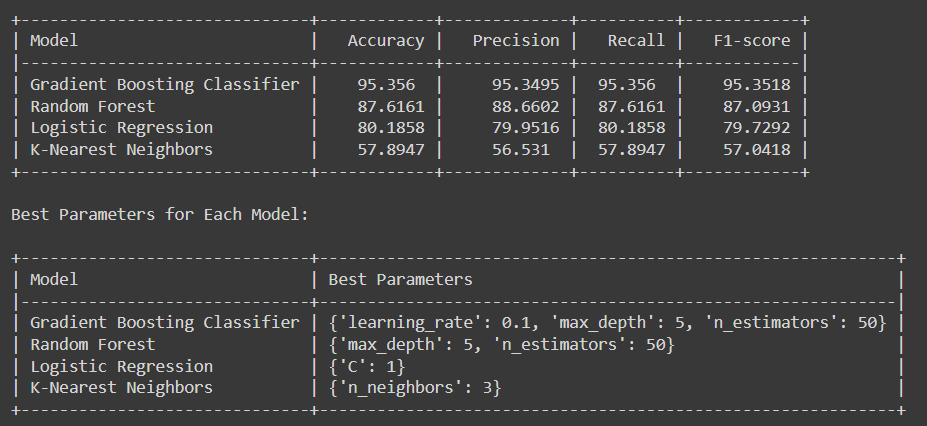 +------------------------------+------------+-------------+----------+------------+
| Model                        |   Accuracy |   Precision |   Recall |   F1-score |
|------------------------------+------------+-------------+----------+------------|
| Gradient Boosting Classifier |    95.356  |     95.3495 |  95.356  |    95.3518 |
| Random Forest                |    87.6161 |     88.6602 |  87.6161 |    87.0931 |
| Logistic Regression          |    80.1858 |     79.9516 |  80.1858 |    79.7292 |
| K-Nearest Neighbors          |    57.8947 |     56.531  |  57.8947 |    57.0418 |
+------------------------------+------------+-------------+----------+------------+
Best Parameters for Each Model:
+------------------------------+-----------------------------------------------------------+
| Model                        | Best Parameters                                           |
|------------------------------+-----------------------------------------------------------|
| Gradient Boosting Classifier | {'learning_rate': 0.1, 'max_depth': 5, 'n_estimators': 50} |
| Random Forest                | {'max_depth': 5, 'n_estimators': 50}                      |
| Logistic Regression          | {'C': 1}                                                  |
| K-Nearest Neighbors          | {'n_neighbors': 3}                                        |
+------------------------------+-----------------------------------------------------------+